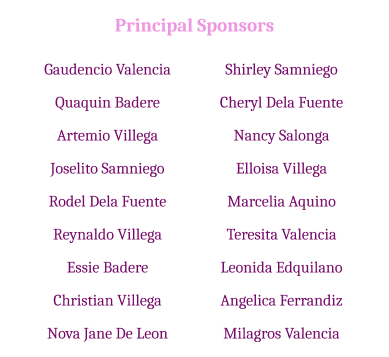 Principal Sponsors
Gaudencio Valencia Shirley Samniego
Quaquin Badere Cheryl Dela Fuente
Artemio Villega Nancy Salonga
Joselito Samniego Elloisa Villega
Rodel Dela Fuente Marcelia Aquino
Reynaldo Villega Teresita Valencia
Essie Badere Leonida Edquilano
Christian Villega Angelica Ferrandiz
Nova Jane De Leon Milagros Valencia